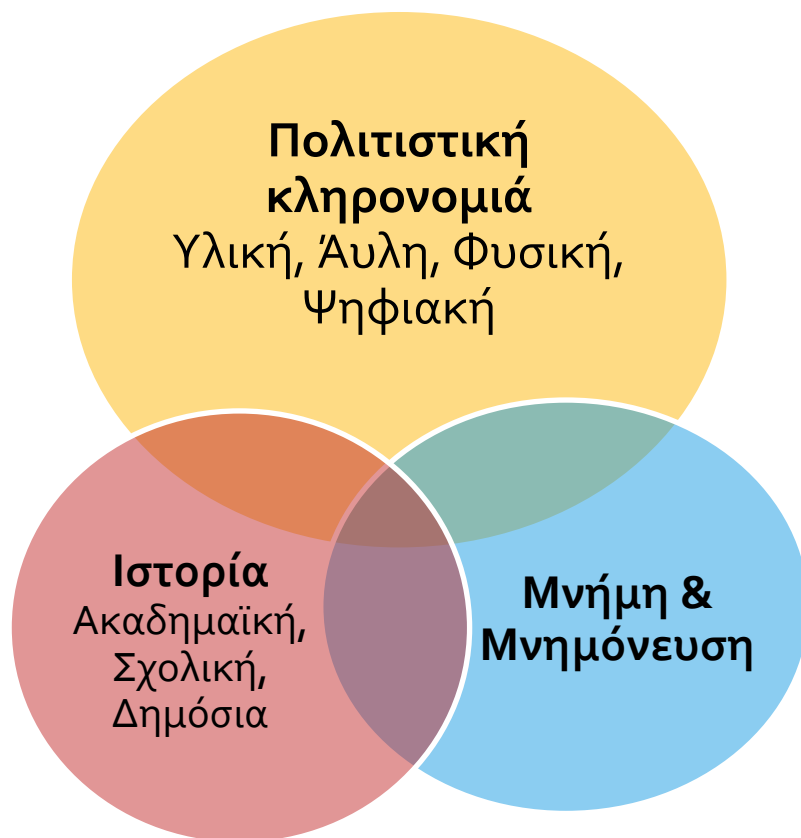 Πολιτιστική
κληρονομιά
Υλική, Άυλη, Φυσική,
Ψηφιακή
Ιστορία
Ακαδημαϊκή,
Σχολική,
Δημόσια
Μνήμη &
Μνημόνευση